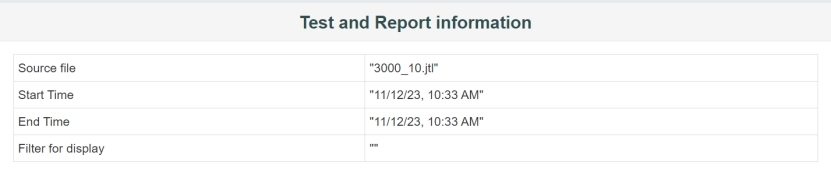 Test and Report information
Source file "3000_10.jtl"
Start Time "11/12/23, 10:33 AM"
End Time "11/12/23, 10:33 AM"
Filter for display ""